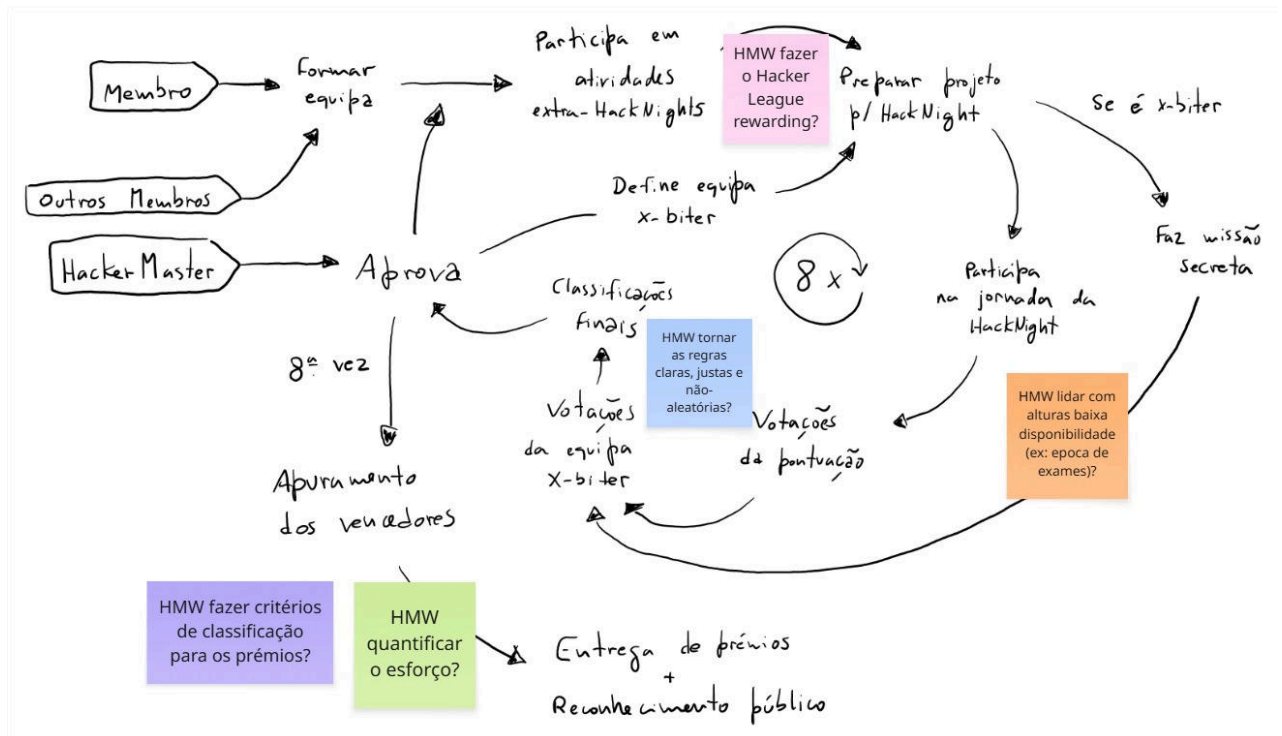 Membro
Formar
equipa
Participa em
atividades
extra-HackNights
HMW fazer
o Hacker
League
rewarding?
Preparar projeto
p/ HackNight
Se é x-biter
Outros Membros
Define equipa
x-biter
Faz missão
secreta
HackerMaster
Aprova
Classificações
finais
8 x
Participa
na jornada da
HackNight
8ª vez
HMW tornar
as regras
claras, justas e
não-
aleatórias?
Votações
da equipa
X-biter
Votações
da pontuação
HMW lidar com
alturas baixa
disponibilidade
(ex: epoca de
exames)?
Apuramento
dos vencedores
HMW fazer critérios
de classificação
para os prémios?
HMW
quantificar
o esforço?
Entrega de prémios
+
Reconhecimento público